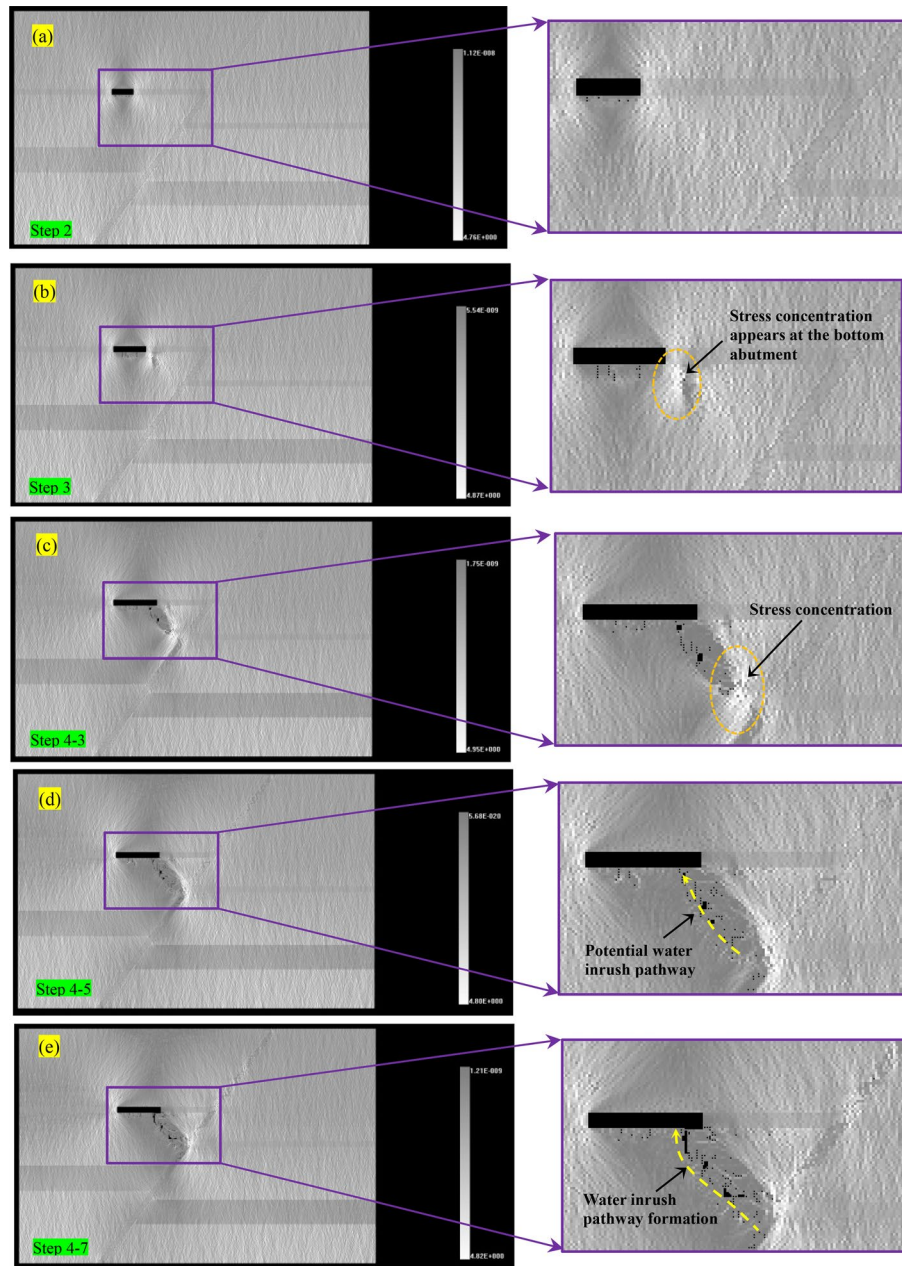 (a)
1.12E-008
4.76E+000
Step 2
(b)
5.54E-009
4.87E+000
Step 3
Stress concentration
appears at the bottom
abutment
(c)
1.75E-009
4.95E+000
Step 4-3
Stress concentration
(d)
5.68E-020
4.80E+000
Step 4-5
Potential water
inrush pathway
(e)
1.21E-009
4.82E+000
Step 4-7
Water inrush
pathway formation